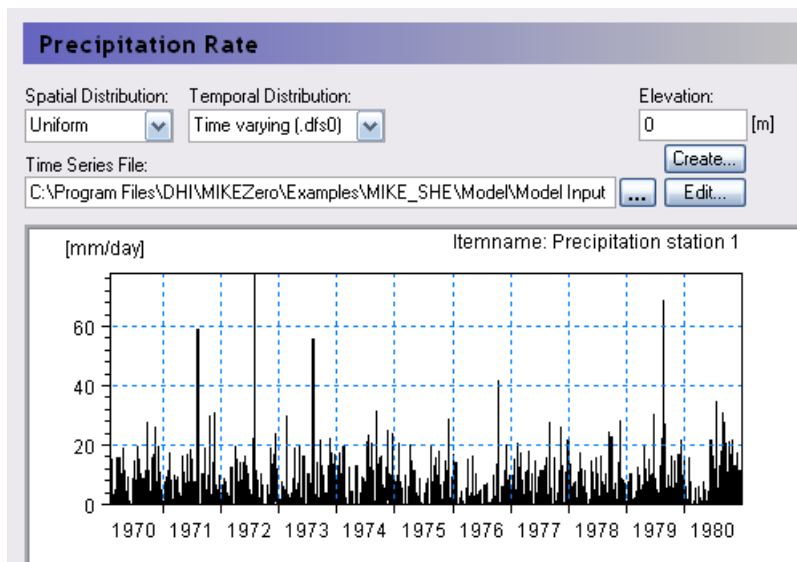 Precipitation Rate
Spatial Distribution: Temporal Distribution: Elevation:
Uniform Time varying (.dfs0) 0 [m]
Create...
Time Series File:
C:\Program Files\DHI\MIKEZero\Examples\MIKE_SHE\Model\Model Input ... Edit...
[mm/day] Itemname: Precipitation station 1
60
40
20
0
1970 1971 1972 1973 1974 1975 1976 1977 1978 1979 1980